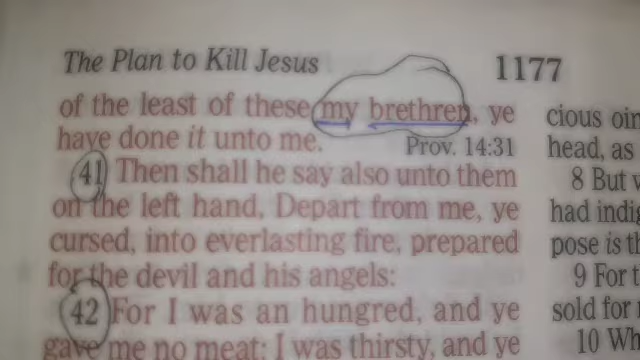 The Plan to Kill Jesus 1177
of the least of these my brethren, ye
have done it unto me. Prov. 14:31
41 Then shall he say also unto them
on the left hand, Depart from me, ye
cursed, into everlasting fire, prepared
for the devil and his angels:
42 For I was an hungred, and ye
gave me no meat: I was thirsty, and ye
cious oin
head, as
8 But
had indig
pose is th
9 For t
sold for
10 Wh